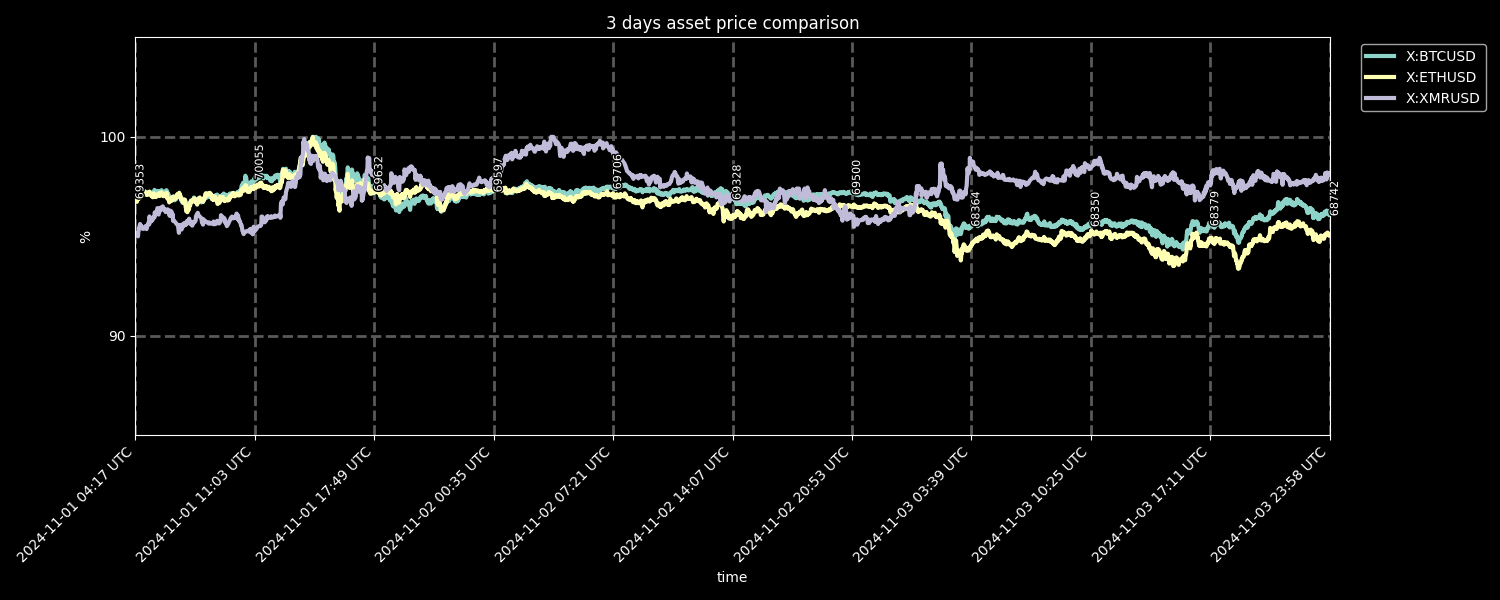 3 days asset price comparison
X:BTCUSD
X:ETHUSD
X:XMRUSD
100
90
%
69353
70055
69632
69597
69706
69328
69500
68364
68350
68379
68742
2024-11-01 04:17 UTC
2024-11-01 11:03 UTC
2024-11-01 17:49 UTC
2024-11-02 00:35 UTC
2024-11-02 07:21 UTC
2024-11-02 14:07 UTC
2024-11-02 20:53 UTC
2024-11-03 03:39 UTC
2024-11-03 10:25 UTC
2024-11-03 17:11 UTC
2024-11-03 23:58 UTC
time